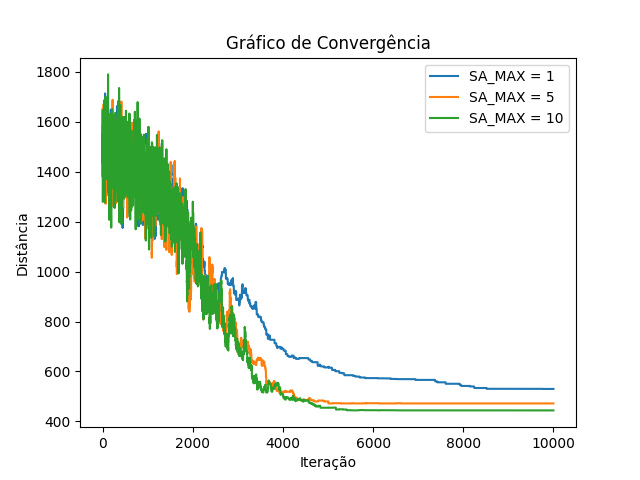 Gráfico de Convergência
SA_MAX = 1
SA_MAX = 5
SA_MAX = 10
1800
1600
1400
1200
1000
800
600
400
Distância
0 2000 4000 6000 8000 10000
Iteração